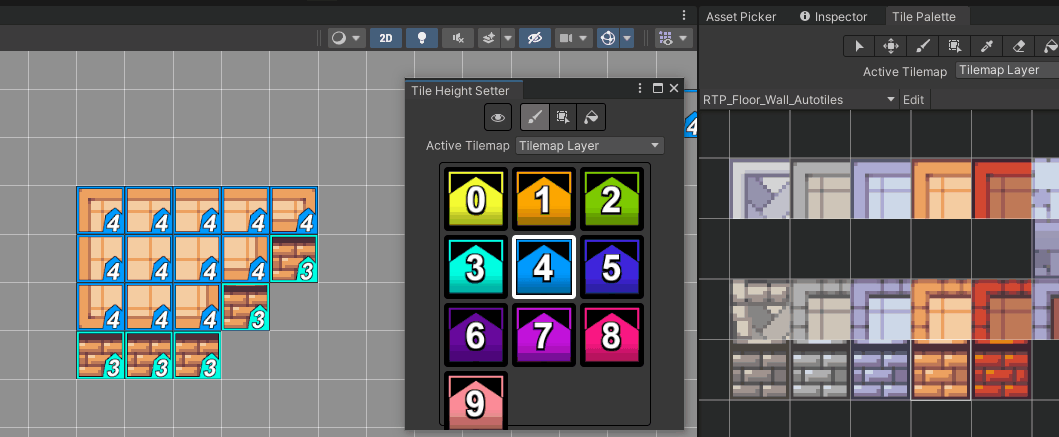 Asset Picker Inspector Tile Palette
2D
Active Tilemap Tilemap Layer
RTP_Floor_Wall_Autotiles Edit
Tile Height Setter
Active Tilemap Tilemap Layer
0 1 2
3 4 5
6 7 8
9
4
4 4 4 4 4
4 4 4 4 3
4 4 4 3
3 3 3